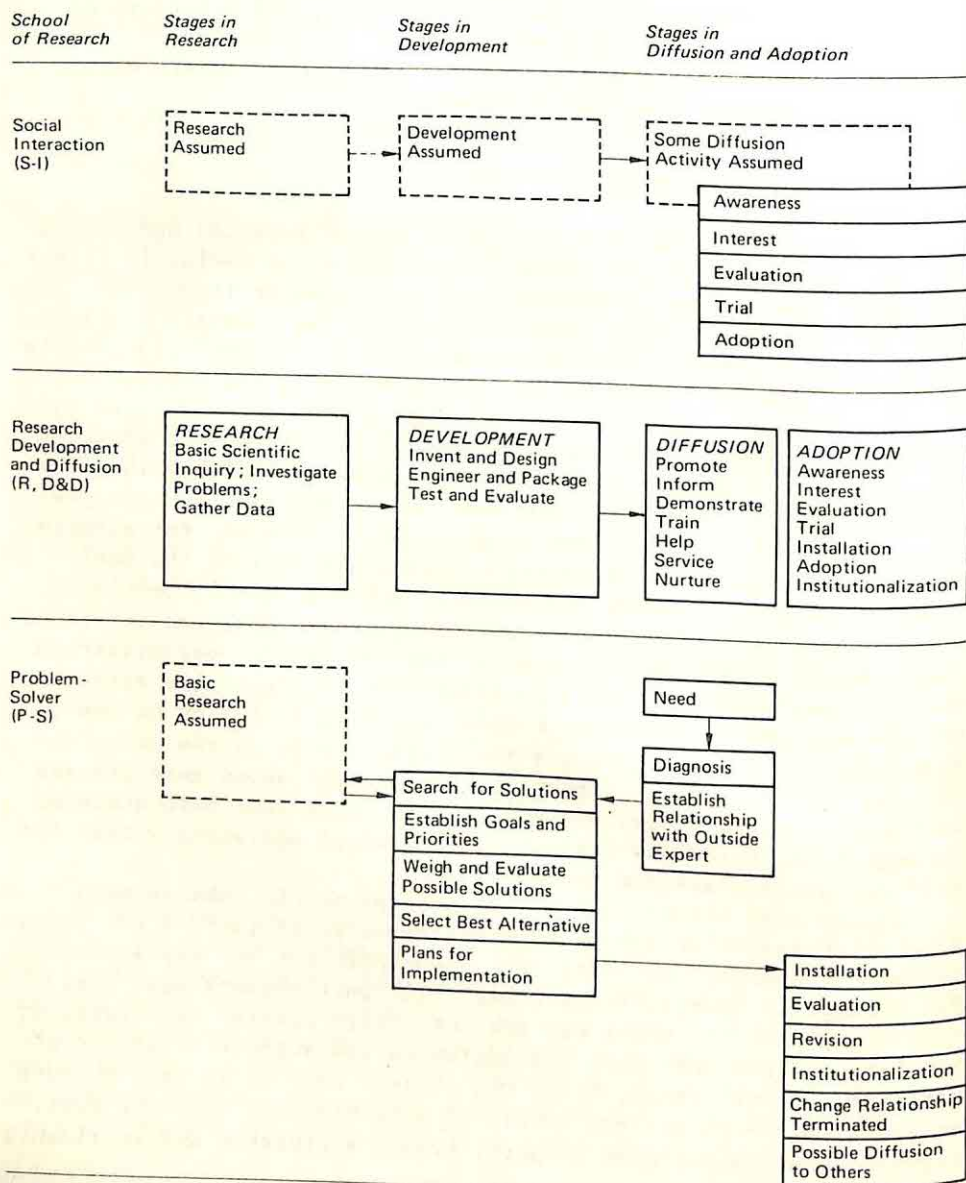 School
of Research
Stages in
Research
Stages in
Development
Stages in
Diffusion and Adoption
Social
Interaction
(S-I)
Research
Assumed
Development
Assumed
Some Diffusion
Activity Assumed
Awareness
Interest
Evaluation
Trial
Adoption
Research
Development
and Diffusion
(R, D&D)
RESEARCH
Basic Scientific
Inquiry; Investigate
Problems;
Gather Data
DEVELOPMENT
Invent and Design
Engineer and Package
Test and Evaluate
DIFFUSION
Promote
Inform
Demonstrate
Train
Help
Service
Nurture
ADOPTION
Awareness
Interest
Evaluation
Trial
Installation
Adoption
Institutionalization
Problem-
Solver
(P-S)
Basic
Research
Assumed
Need
Diagnosis
Establish
Relationship
with Outside
Expert
Search for Solutions
Establish Goals and
Priorities
Weigh and Evaluate
Possible Solutions
Select Best Alternative
Plans for
Implementation
Installation
Evaluation
Revision
Institutionalization
Change Relationship
Terminated
Possible Diffusion
to Others